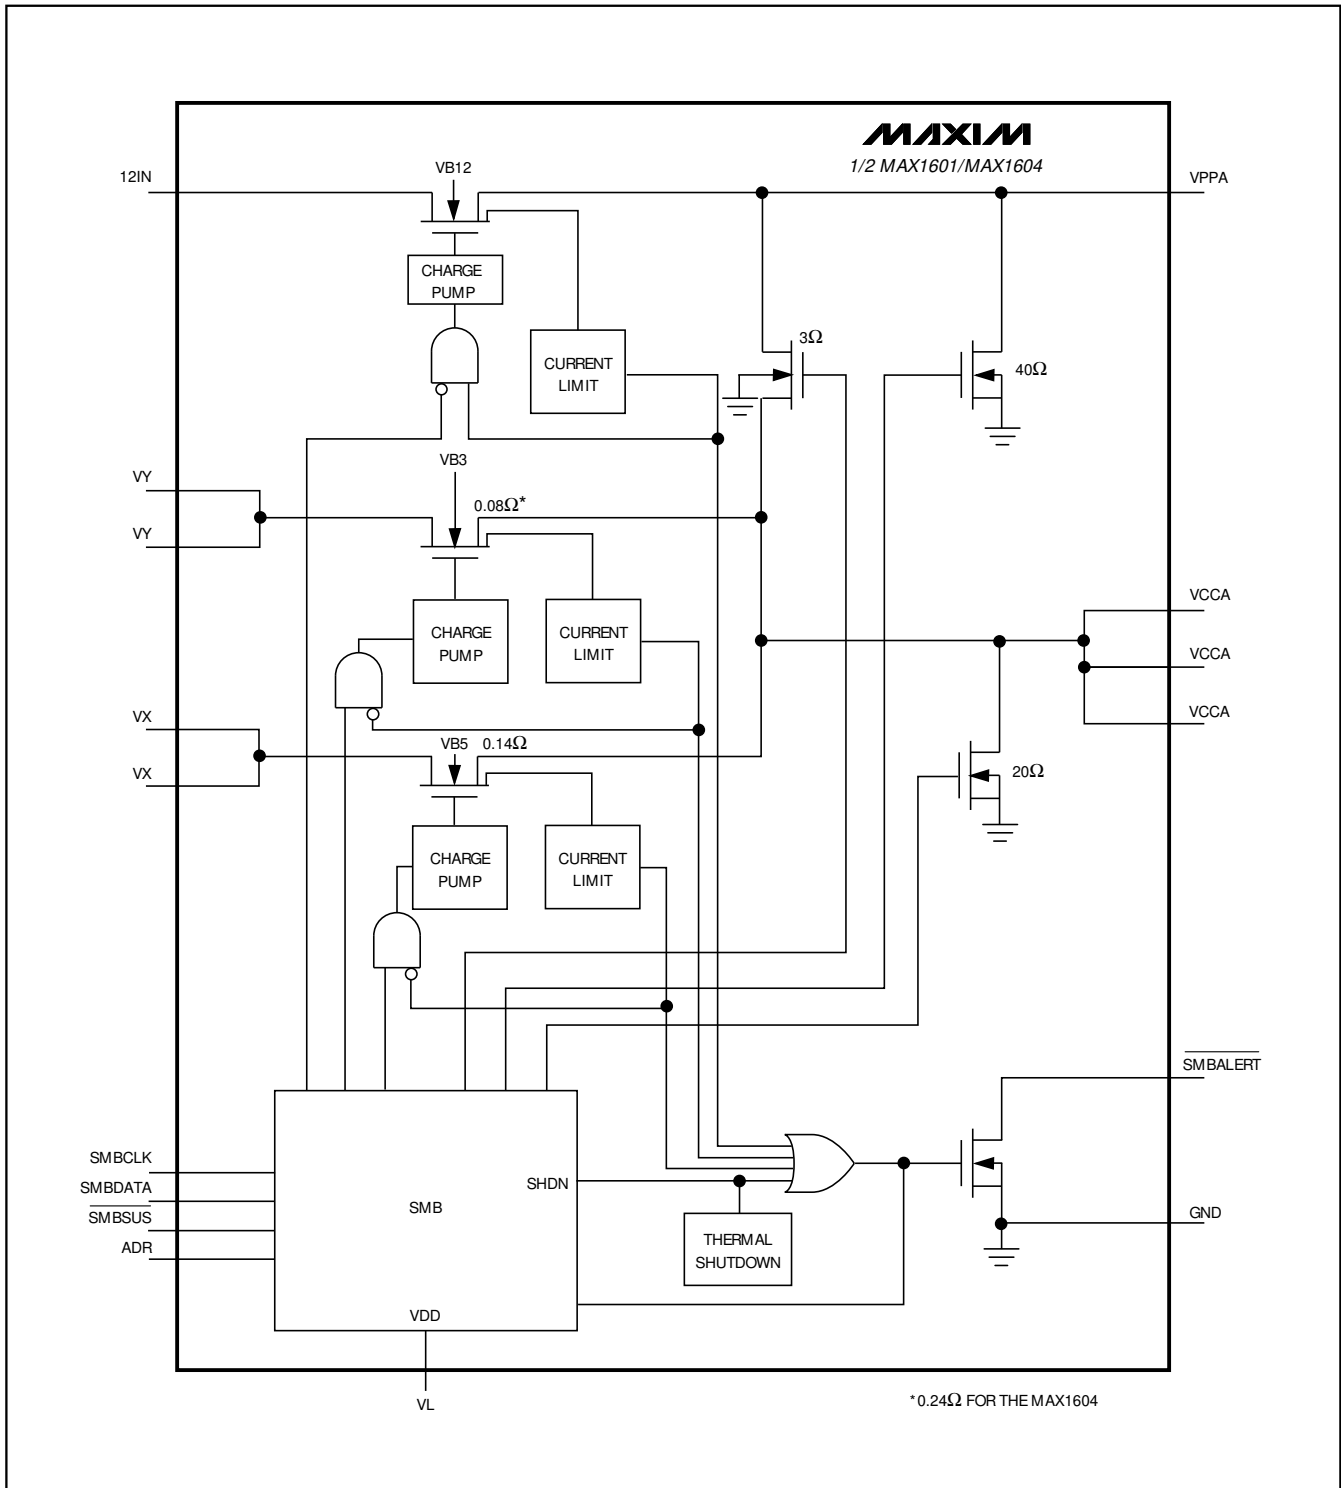 MAXIM
1/2 MAX1601/MAX1604
12IN
VB12
VPPA
CHARGE
PUMP
3Ω
CURRENT
LIMIT
40Ω
VB3
VY
0.08Ω*
VY
VCCA
CHARGE
PUMP
CURRENT
LIMIT
VCCA
VX
VCCA
VB5
0.14Ω
VX
20Ω
CHARGE
PUMP
CURRENT
LIMIT
SMBALERT
SMBCLK
SMBDATA
SMBSUS
ADR
SMB
SHDN
GND
THERMAL
SHUTDOWN
VDD
VL
*0.24Ω FOR THE MAX1604